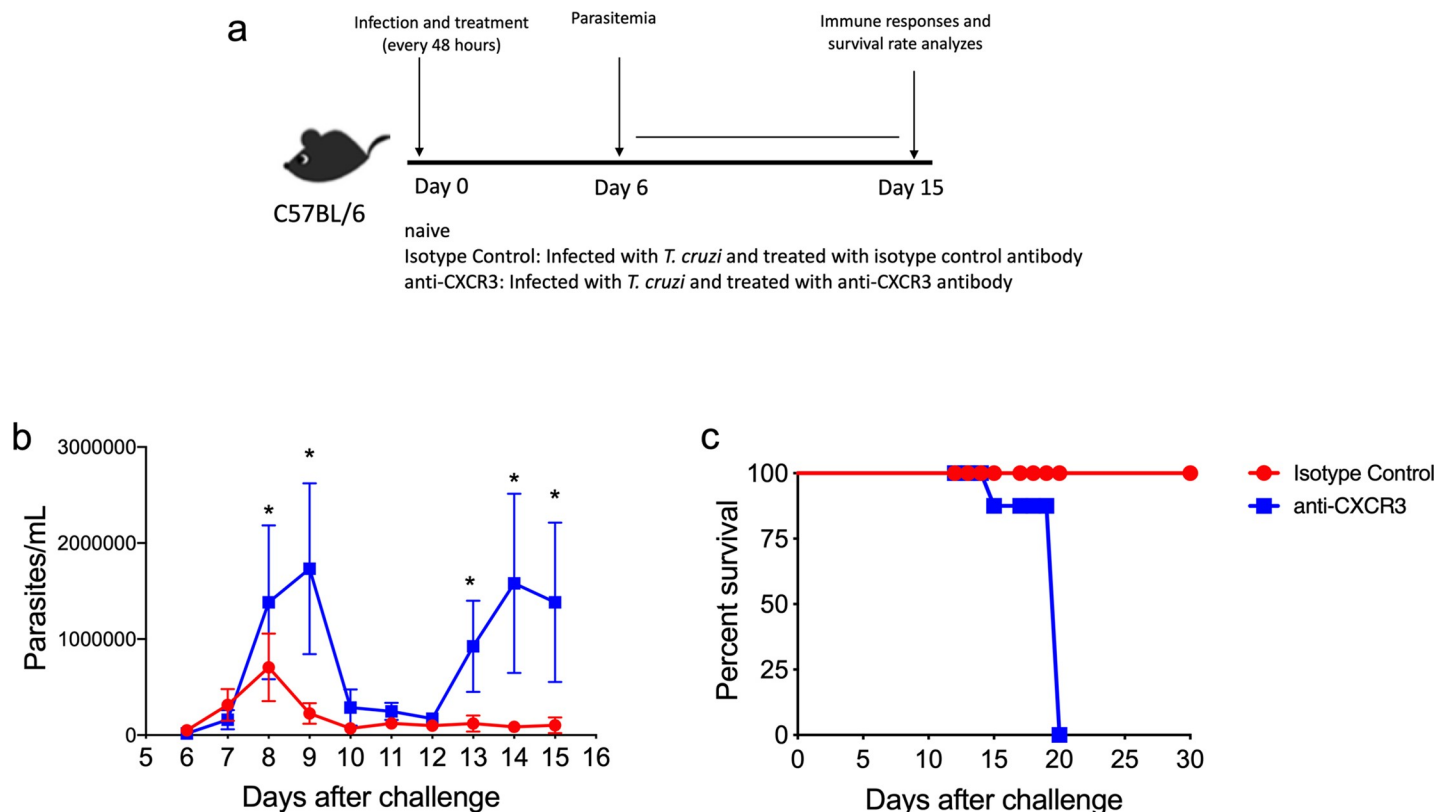 a
Infection and treatment
(every 48 hours)
Parasitemia
Immune responses and
survival rate analyzes
Day 0
Day 6
Day 15
C57BL/6
naive
Isotype Control: Infected with T. cruzi and treated with isotype control antibody
anti-CXCR3: Infected with T. cruzi and treated with anti-CXCR3 antibody
b
Parasites/mL
3000000
2000000
1000000
0
* * * * *
5 6 7 8 9 10 11 12 13 14 15 16
Days after challenge
c
Percent survival
100
75
50
25
0
0 5 10 15 20 25 30
Days after challenge
Isotype Control
anti-CXCR3